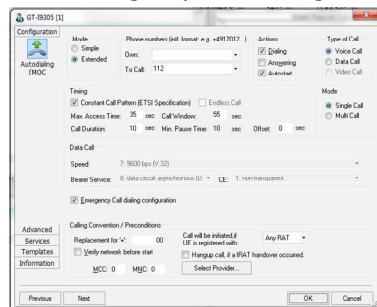 GT-I9305 [1]
Configuration
Autodialing
(MOC
Mode
Simple
Extended
Phone numbers (intl. format: e.g. +4917012...)
Own:
To Call: 112
Actions
Dialing
Answering
Autostart
Type of Call
Voice Call
Data Call
Video Call
Timing
Constant Call Pattern (ETSI Specification) Endless Call
Max. Access Time: 35 sec Call Window: 55 sec
Call Duration: 10 sec Min. Pause Time: 10 sec Offset: 0 sec
Mode
Single Call
Multi Call
Data Call
Speed: 7: 9600 bps (V.32)
Bearer Service: 0: data circuit asynchronous (U CE: 1: non-transparent
Emergency Call dialing configuration
Calling Convention / Preconditions
Replacement for '+': 00
Verify network before start
MCC: 0 MNC: 0
Call will be initiated, if
UE is registered with: Any RAT
Hangup call, if a IRAT handover occured.
Select Provider...
Advanced
Services
Templates
Information
Previous Next OK Cancel